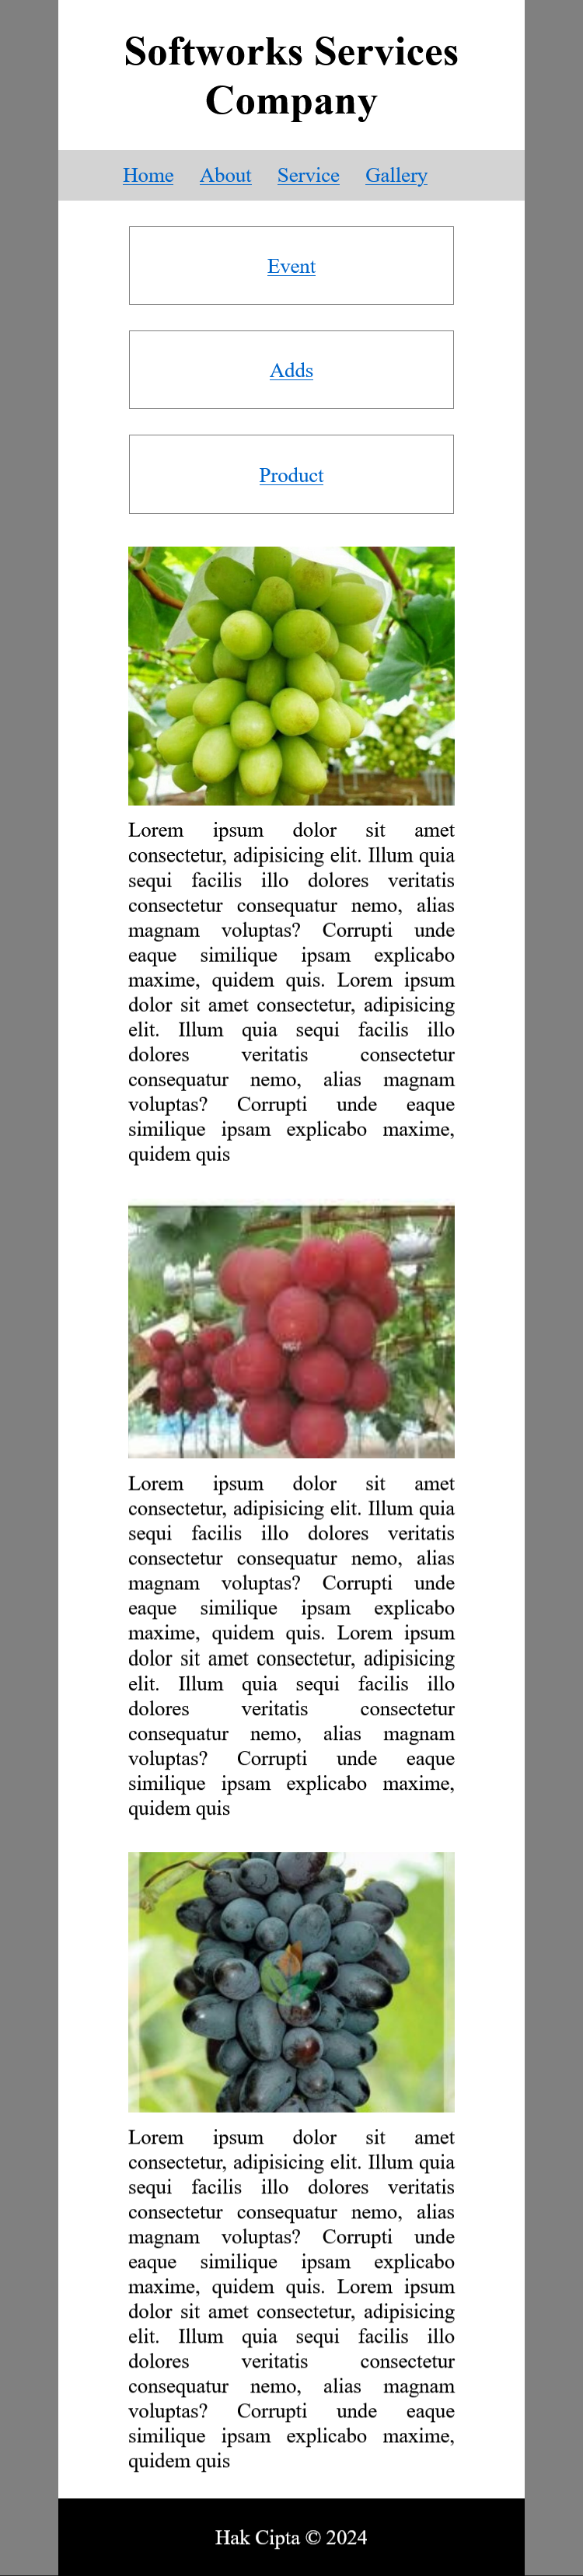 Softworks Services
Company
Home About Service Gallery
Event
Adds
Product
Lorem ipsum dolor sit amet
consectetur, adipisicing elit. Illum quia
sequi facilis illo dolores veritatis
consectetur consequatur nemo, alias
magnam voluptas? Corrupti unde
eaque similique ipsam explicabo
maxime, quidem quis. Lorem ipsum
dolor sit amet consectetur, adipisicing
elit. Illum quia sequi facilis illo
dolores veritatis consectetur
consequatur nemo, alias magnam
voluptas? Corrupti unde eaque
similique ipsam explicabo maxime,
quidem quis
Lorem ipsum dolor sit amet
consectetur, adipisicing elit. Illum quia
sequi facilis illo dolores veritatis
consectetur consequatur nemo, alias
magnam voluptas? Corrupti unde
eaque similique ipsam explicabo
maxime, quidem quis. Lorem ipsum
dolor sit amet consectetur, adipisicing
elit. Illum quia sequi facilis illo
dolores veritatis consectetur
consequatur nemo, alias magnam
voluptas? Corrupti unde eaque
similique ipsam explicabo maxime,
quidem quis
Lorem ipsum dolor sit amet
consectetur, adipisicing elit. Illum quia
sequi facilis illo dolores veritatis
consectetur consequatur nemo, alias
magnam voluptas? Corrupti unde
eaque similique ipsam explicabo
maxime, quidem quis. Lorem ipsum
dolor sit amet consectetur, adipisicing
elit. Illum quia sequi facilis illo
dolores veritatis consectetur
consequatur nemo, alias magnam
voluptas? Corrupti unde eaque
similique ipsam explicabo maxime,
quidem quis
Hak Cipta © 2024